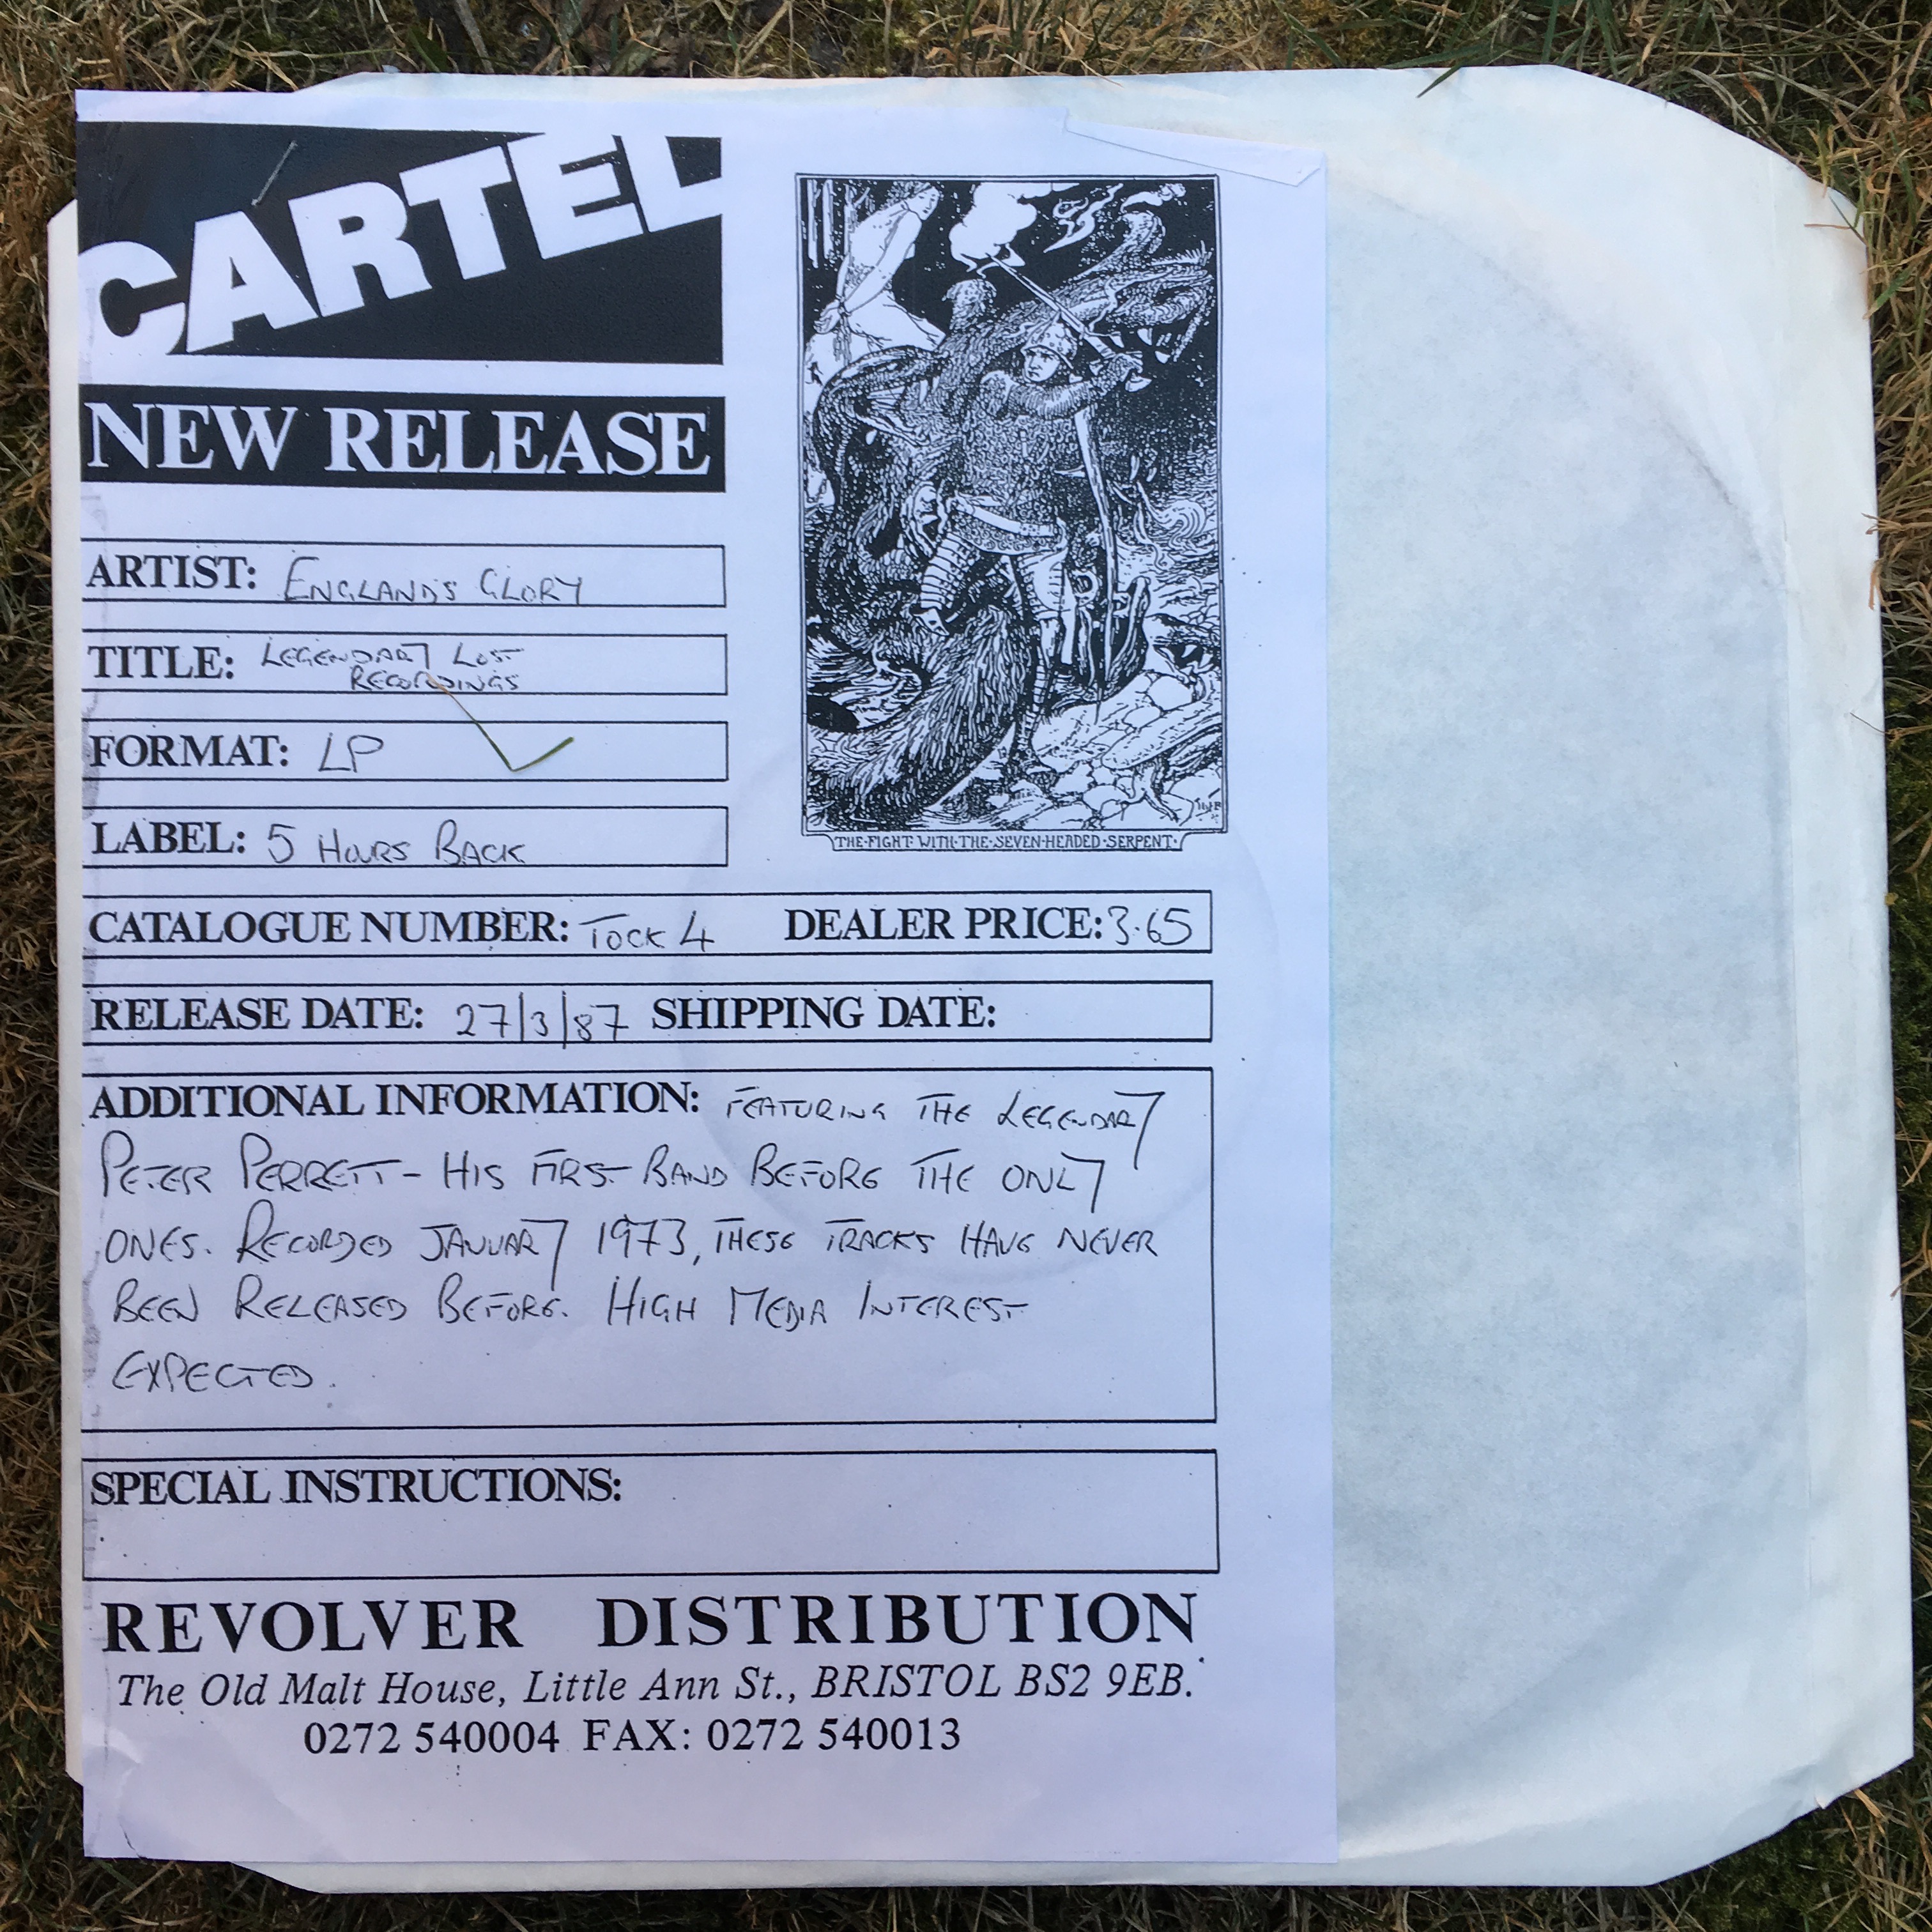 CARTEL
NEW RELEASE
ARTIST: ENGLANDS GLORY
TITLE: LEGENDARY LOST
RECORDINGS
FORMAT: LP
LABEL: 5 HOURS BACK
THE·FIGHT·WITH·THE·SEVEN·HEADED·SERPENT·
CATALOGUE NUMBER: TOCK 4 DEALER PRICE: 3.65
RELEASE DATE: 27/3/87 SHIPPING DATE:
ADDITIONAL INFORMATION: FEATURING THE LEGENDARY
PETER PERRETT - HIS FIRST BAND BEFORE THE ONLY
ONES. RECORDED JANUARY 1973, THESE TRACKS HAVE NEVER
BEEN RELEASED BEFORE. HIGH MEDIA INTEREST
EXPECTED.
SPECIAL INSTRUCTIONS:
REVOLVER DISTRIBUTION
The Old Malt House, Little Ann St., BRISTOL BS2 9EB.
0272 540004 FAX: 0272 540013